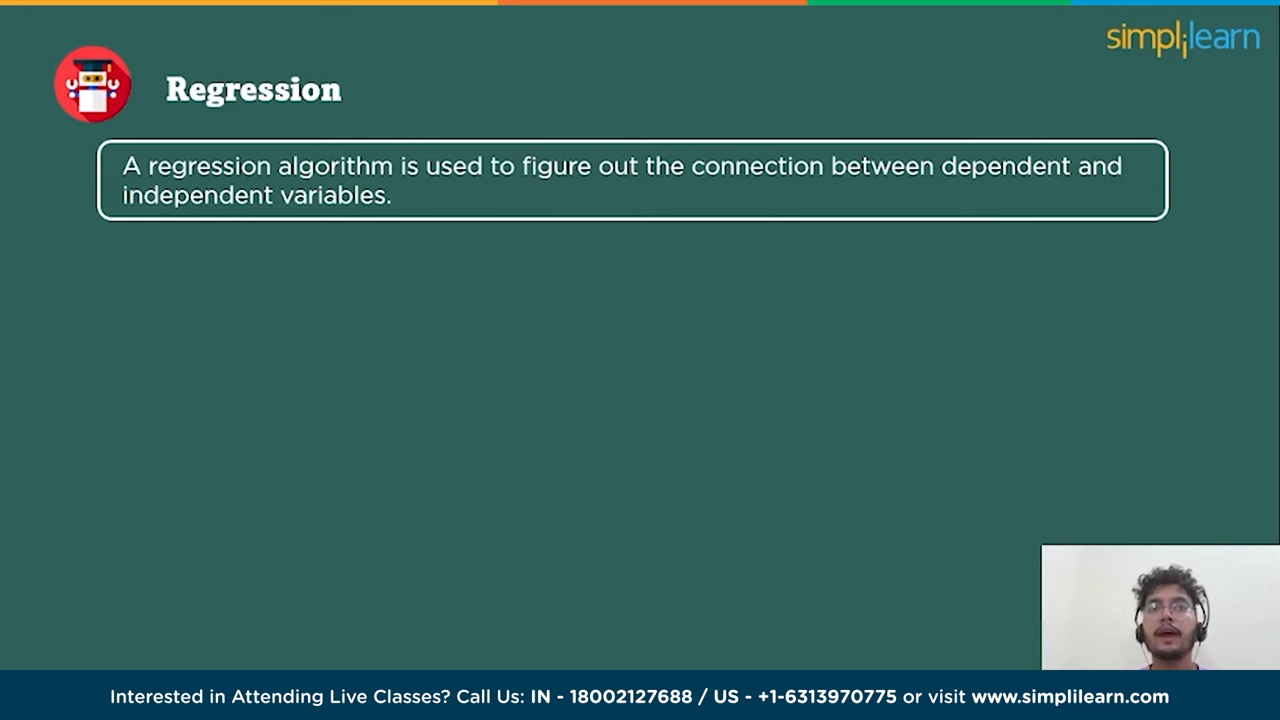 simplilearn
Regression
A regression algorithm is used to figure out the connection between dependent and
independent variables.
Interested in Attending Live Classes? Call Us: IN - 18002127688 / US - +1-6313970775 or visit www.simplilearn.com